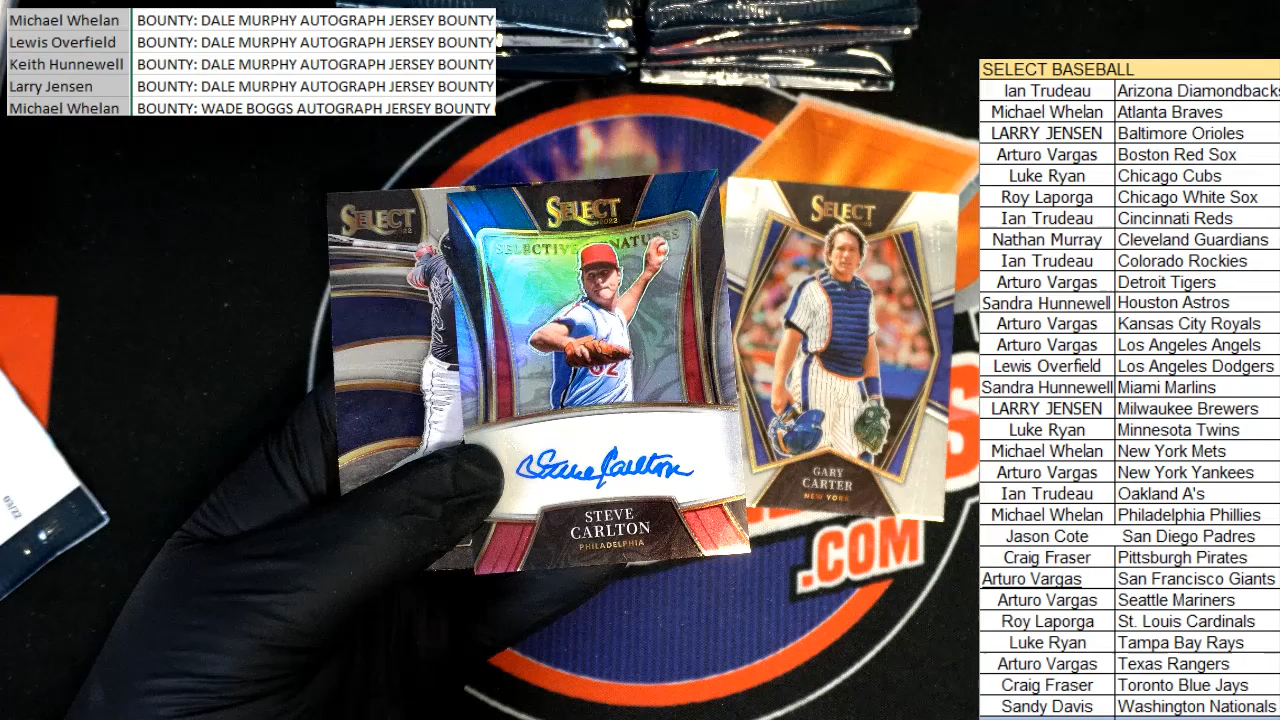 Michael Whelan BOUNTY: DALE MURPHY AUTOGRAPH JERSEY BOUNTY
Lewis Overfield BOUNTY: DALE MURPHY AUTOGRAPH JERSEY BOUNTY
Keith Hunnewell BOUNTY: DALE MURPHY AUTOGRAPH JERSEY BOUNTY
Larry Jensen BOUNTY: DALE MURPHY AUTOGRAPH JERSEY BOUNTY
Michael Whelan BOUNTY: WADE BOGGS AUTOGRAPH JERSEY BOUNTY
SELECT
2022
SELECT
2022
SELECTIVE SIGNATURES
Steve Carlton
STEVE
CARLTON
PHILADELPHIA
SELECT
2022
GARY
CARTER
NEW YORK
.COM
SELECT BASEBALL
Ian Trudeau Arizona Diamondbacks
Michael Whelan Atlanta Braves
LARRY JENSEN Baltimore Orioles
Arturo Vargas Boston Red Sox
Luke Ryan Chicago Cubs
Roy Laporga Chicago White Sox
Ian Trudeau Cincinnati Reds
Nathan Murray Cleveland Guardians
Ian Trudeau Colorado Rockies
Arturo Vargas Detroit Tigers
Sandra Hunnewell Houston Astros
Arturo Vargas Kansas City Royals
Arturo Vargas Los Angeles Angels
Lewis Overfield Los Angeles Dodgers
Sandra Hunnewell Miami Marlins
LARRY JENSEN Milwaukee Brewers
Luke Ryan Minnesota Twins
Michael Whelan New York Mets
Arturo Vargas New York Yankees
Ian Trudeau Oakland A's
Michael Whelan Philadelphia Phillies
Jason Cote San Diego Padres
Craig Fraser Pittsburgh Pirates
Arturo Vargas San Francisco Giants
Arturo Vargas Seattle Mariners
Roy Laporga St. Louis Cardinals
Luke Ryan Tampa Bay Rays
Arturo Vargas Texas Rangers
Craig Fraser Toronto Blue Jays
Sandy Davis Washington Nationals